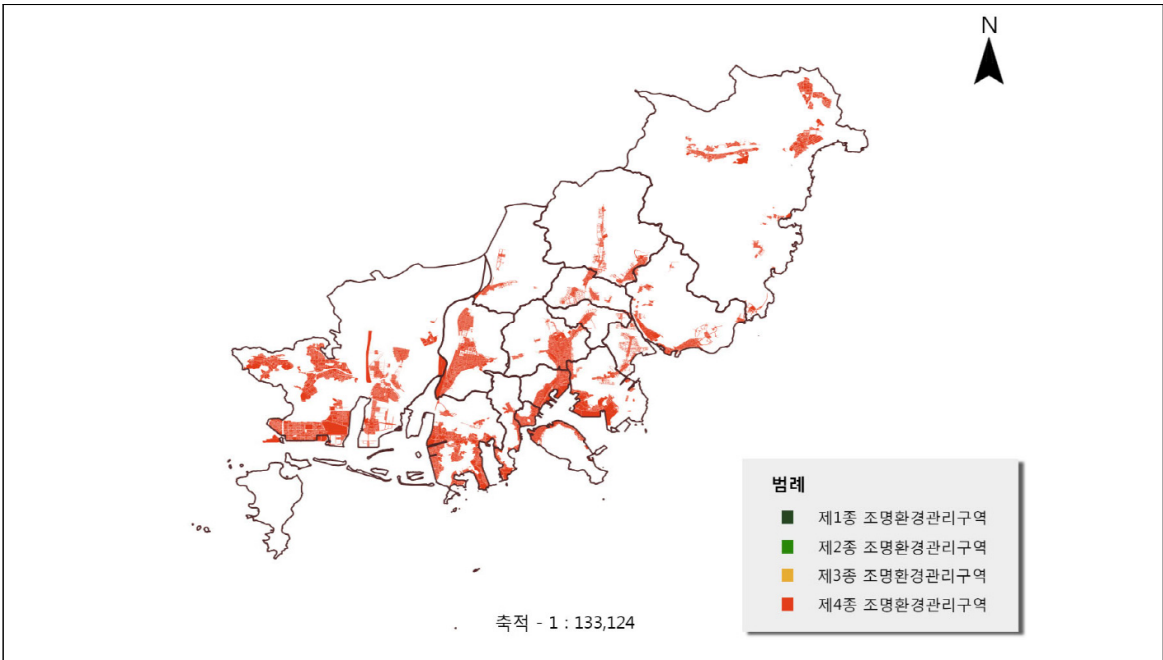 N
범례
제1종 조명환경관리구역
제2종 조명환경관리구역
제3종 조명환경관리구역
제4종 조명환경관리구역
축적 - 1 : 133,124